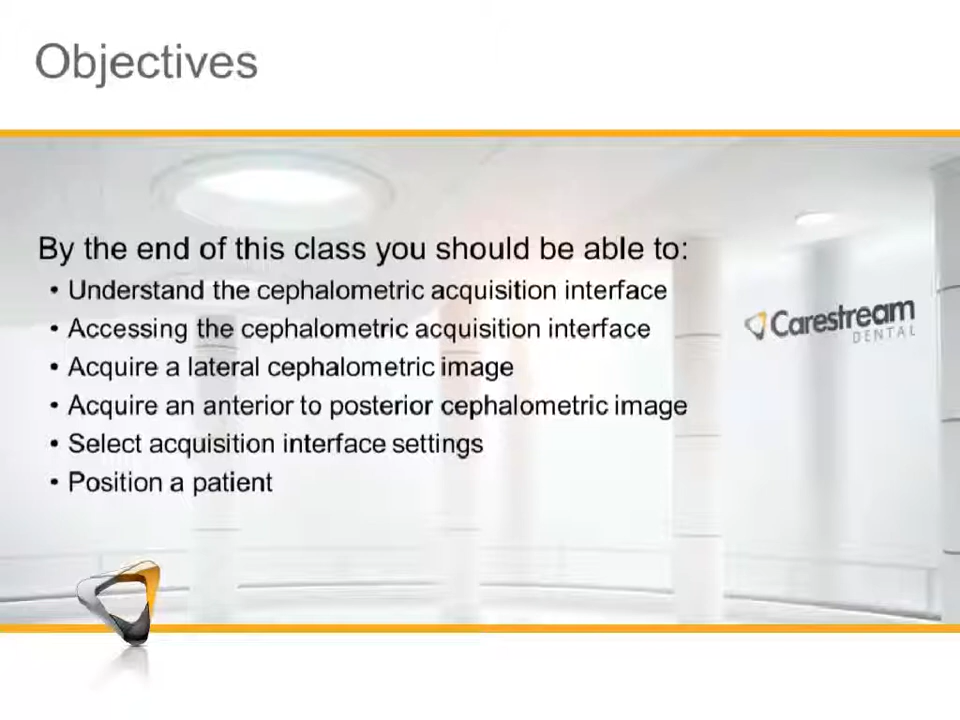 Objectives
By the end of this class you should be able to:
• Understand the cephalometric acquisition interface
• Accessing the cephalometric acquisition interface
• Acquire a lateral cephalometric image
• Acquire an anterior to posterior cephalometric image
• Select acquisition interface settings
• Position a patient
Carestream
DENTAL